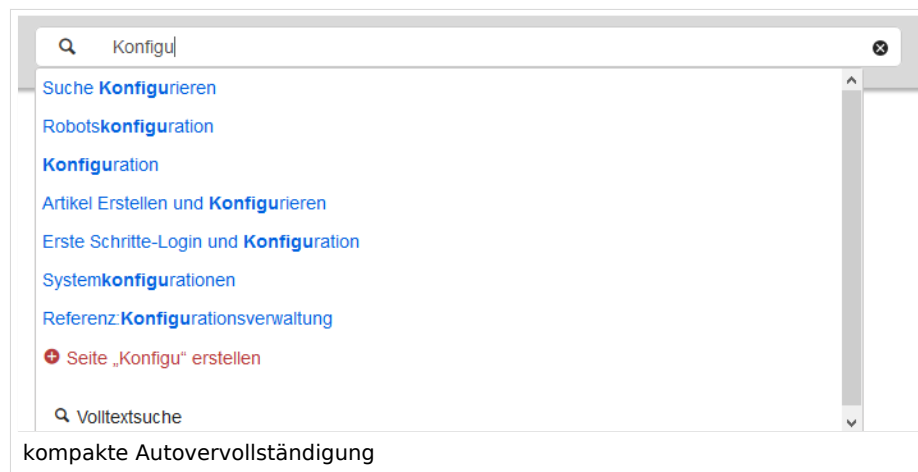 Konfigu
Suche Konfigurieren
Robotskonfiguration
Konfiguration
Artikel Erstellen und Konfigurieren
Erste Schritte-Login und Konfiguration
Systemkonfigurationen
Referenz:Konfigurationsverwaltung
Seite „Konfigu“ erstellen
Volltextsuche
kompakte Autovervollständigung